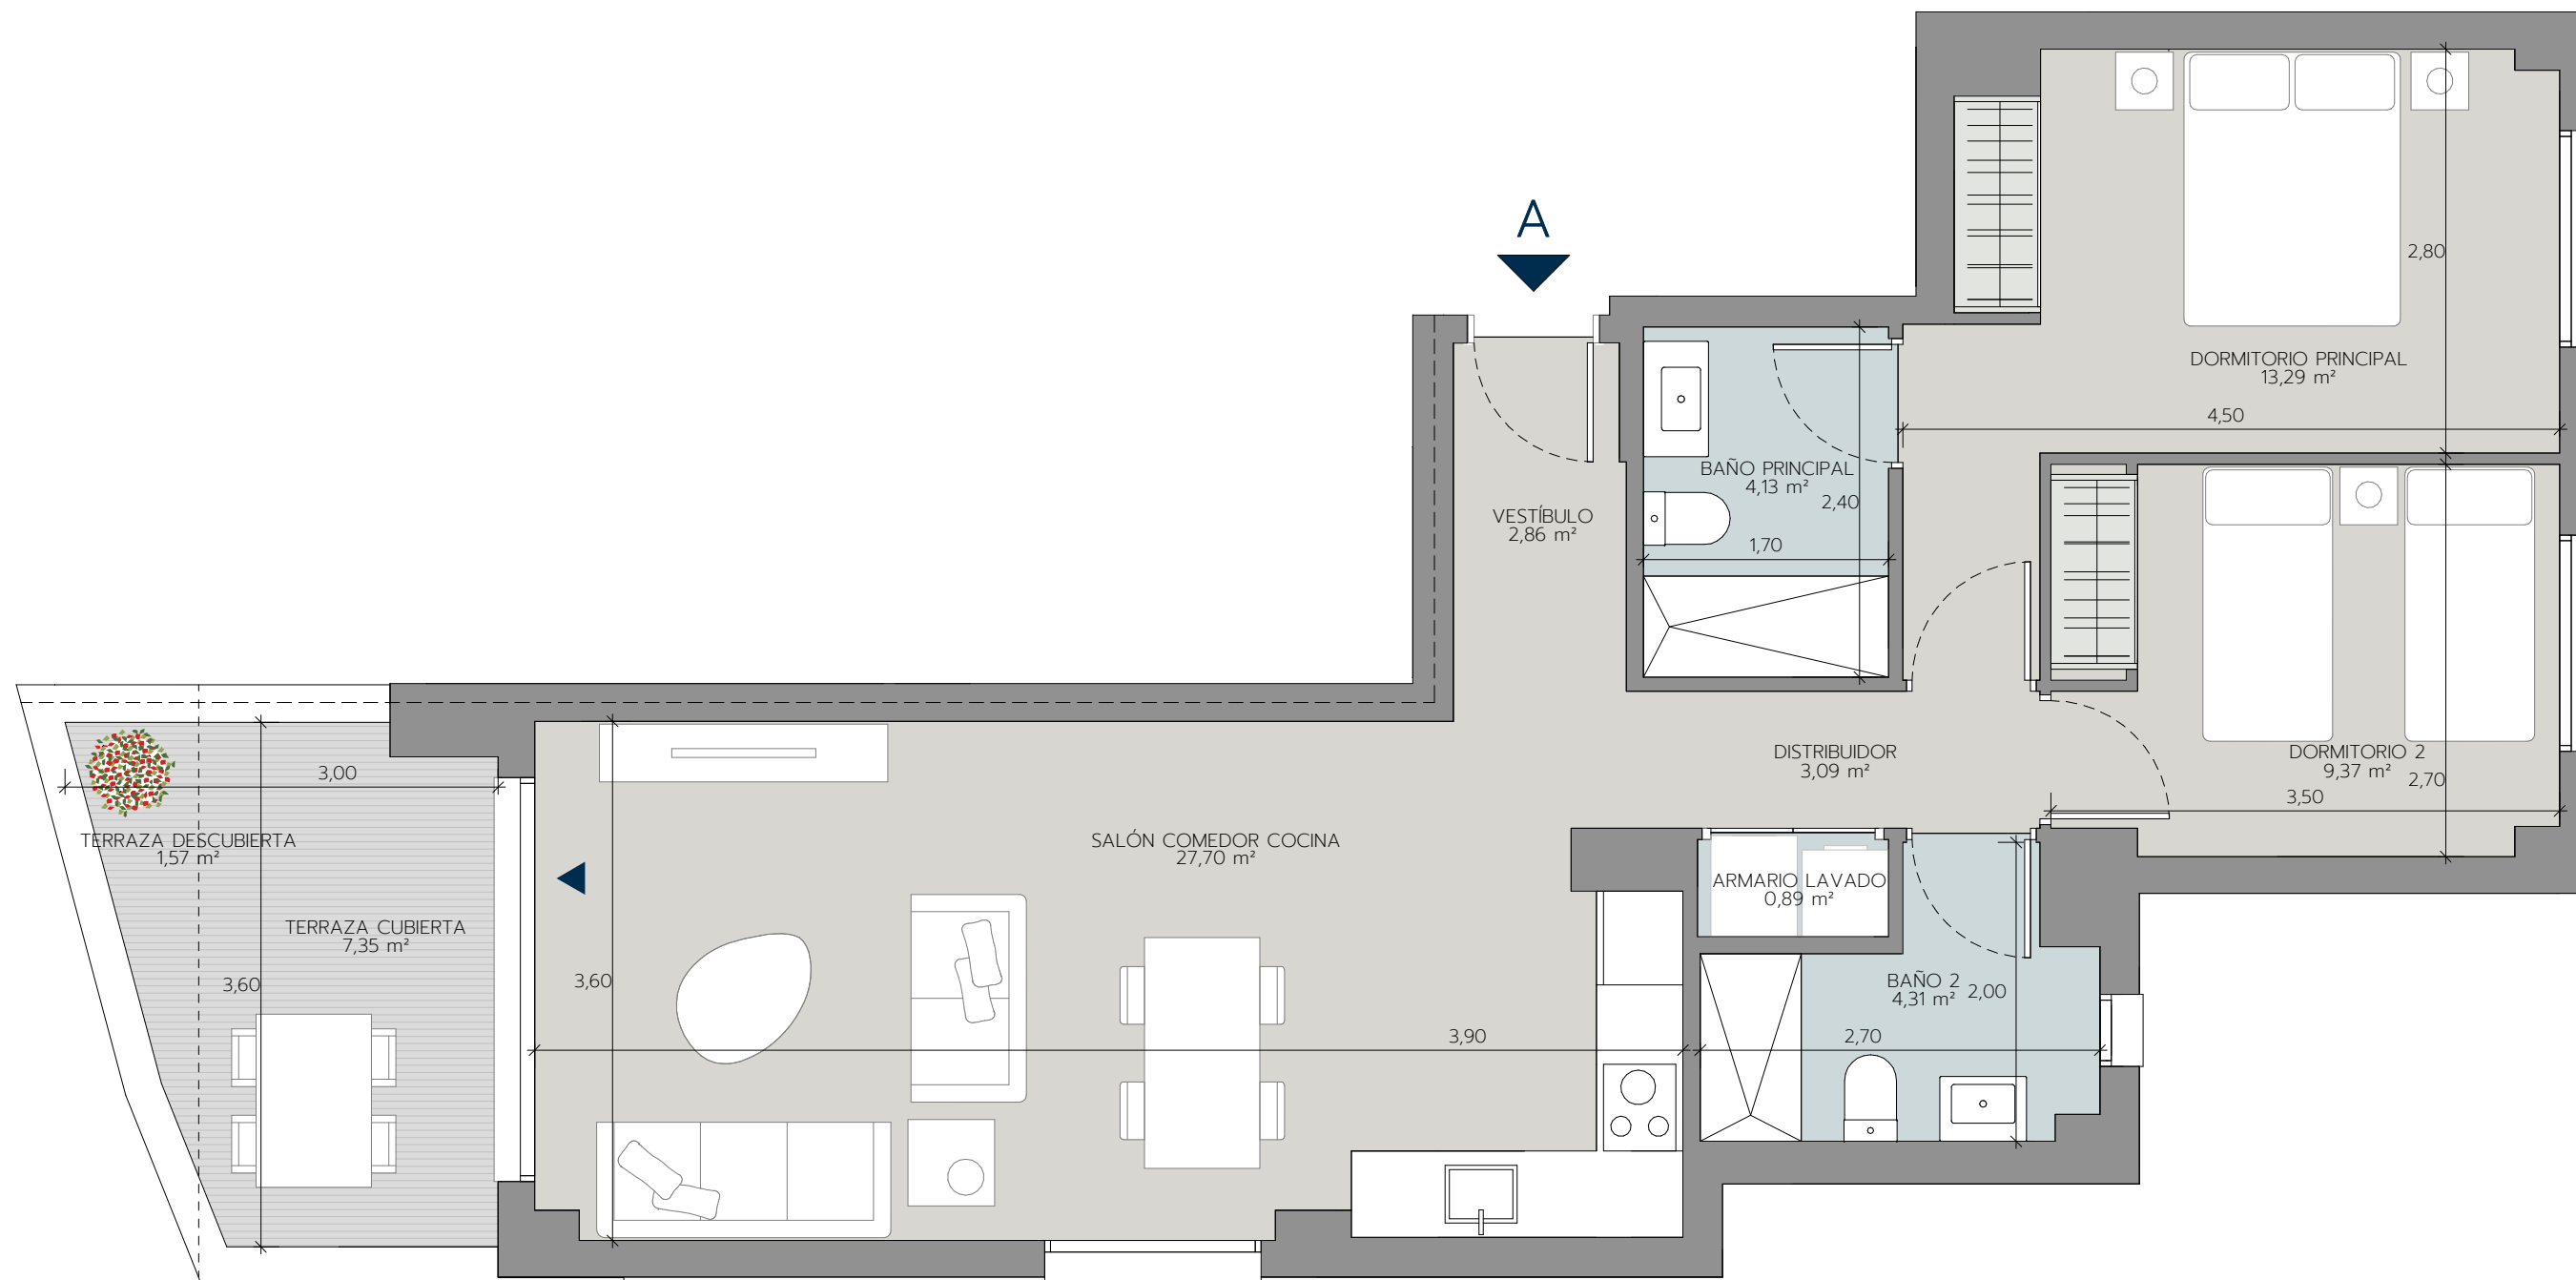 A
2,80
DORMITORIO PRINCIPAL
13,29 m²
4,50
BAÑO PRINCIPAL
4,13 m²
2,40
1,70
VESTÍBULO
2,86 m²
DISTRIBUIDOR
3,09 m²
DORMITORIO 2
9,37 m²
2,70
3,50
3,00
TERRAZA DESCUBIERTA
1,57 m²
SALÓN COMEDOR COCINA
27,70 m²
ARMARIO LAVADO
0,89 m²
TERRAZA CUBIERTA
7,35 m²
3,60
3,60
BAÑO 2
4,31 m²
2,00
3,90
2,70